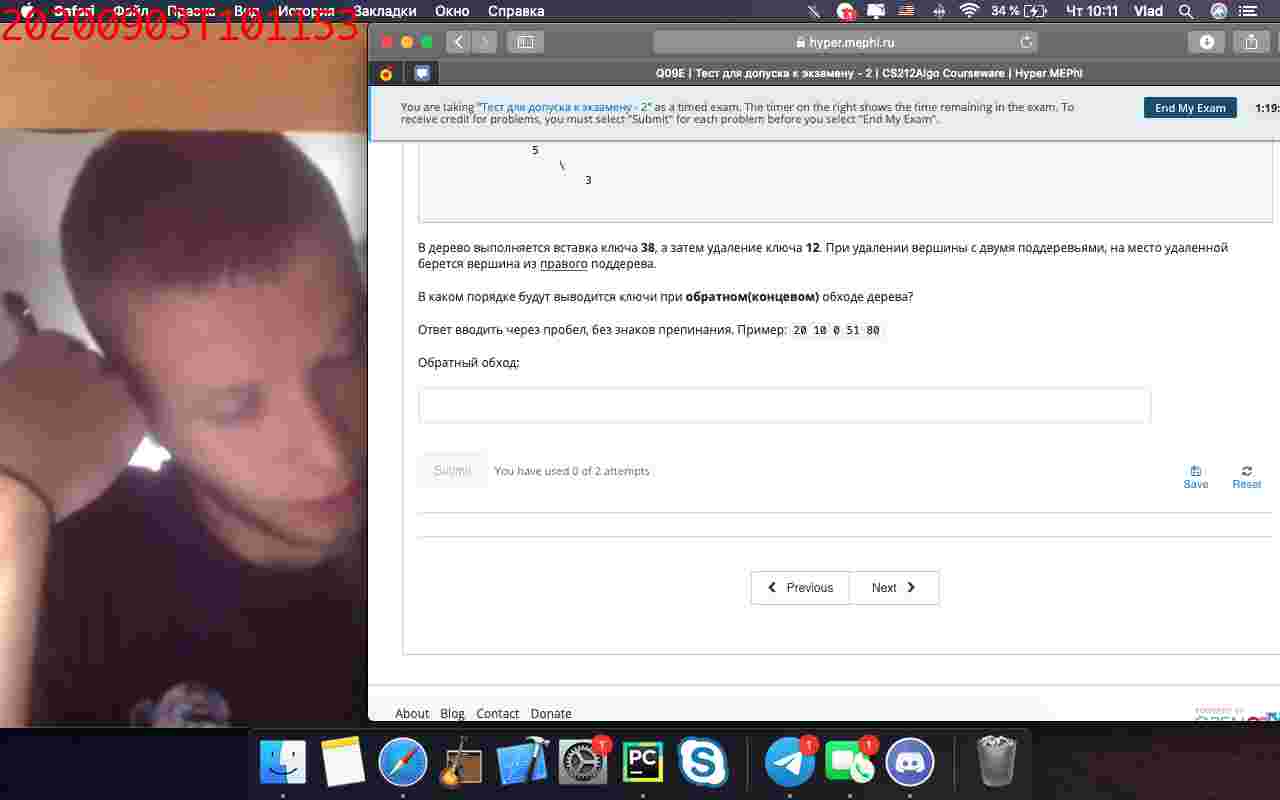 20200903T101153
Safari Файл Правка Вид История Закладки Окно Справка
34 % Чт 10:11 Vlad
hyper.mephi.ru
Q09E | Тест для допуска к экзамену - 2 | CS212Algo Courseware | Hyper.MEPhI
You are taking "Тест для допуска к экзамену - 2" as a timed exam. The timer on the right shows the time remaining in the exam. To
receive credit for problems, you must select "Submit" for each problem before you select "End My Exam".
End My Exam
1:19:
5
\
3
В дерево выполняется вставка ключа 38, а затем удаление ключа 12. При удалении вершины с двумя поддеревьями, на место удаленной
берется вершина из правого поддерева.
В каком порядке будут выводится ключи при обратном(концевом) обходе дерева?
Ответ вводить через пробел, без знаков препинания. Пример: 20 10 0 51 80
Обратный обход:
Submit You have used 0 of 2 attempts
Save Reset
Previous Next
About Blog Contact Donate
POWERED BY
PC
1
1
1